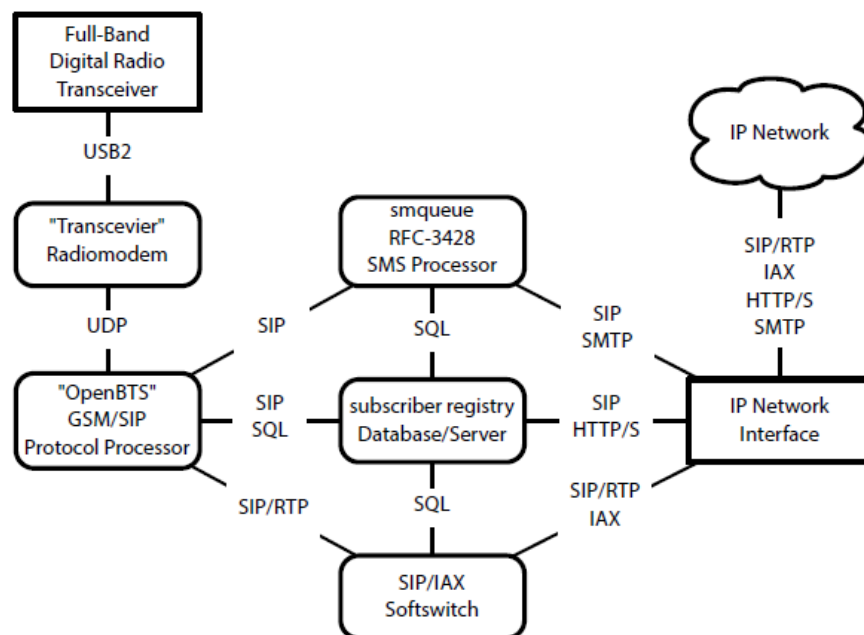 Full-Band
Digital Radio
Transceiver
USB2
"Transcevier"
Radiomodem
UDP
"OpenBTS"
GSM/SIP
Protocol Processor
SIP
SIP
SQL
SIP/RTP
smqueue
RFC-3428
SMS Processor
SQL
subscriber registry
Database/Server
SQL
SIP/IAX
Softswitch
SIP
SMTP
SIP
HTTP/S
SIP/RTP
IAX
IP Network
SIP/RTP
IAX
HTTP/S
SMTP
IP Network
Interface